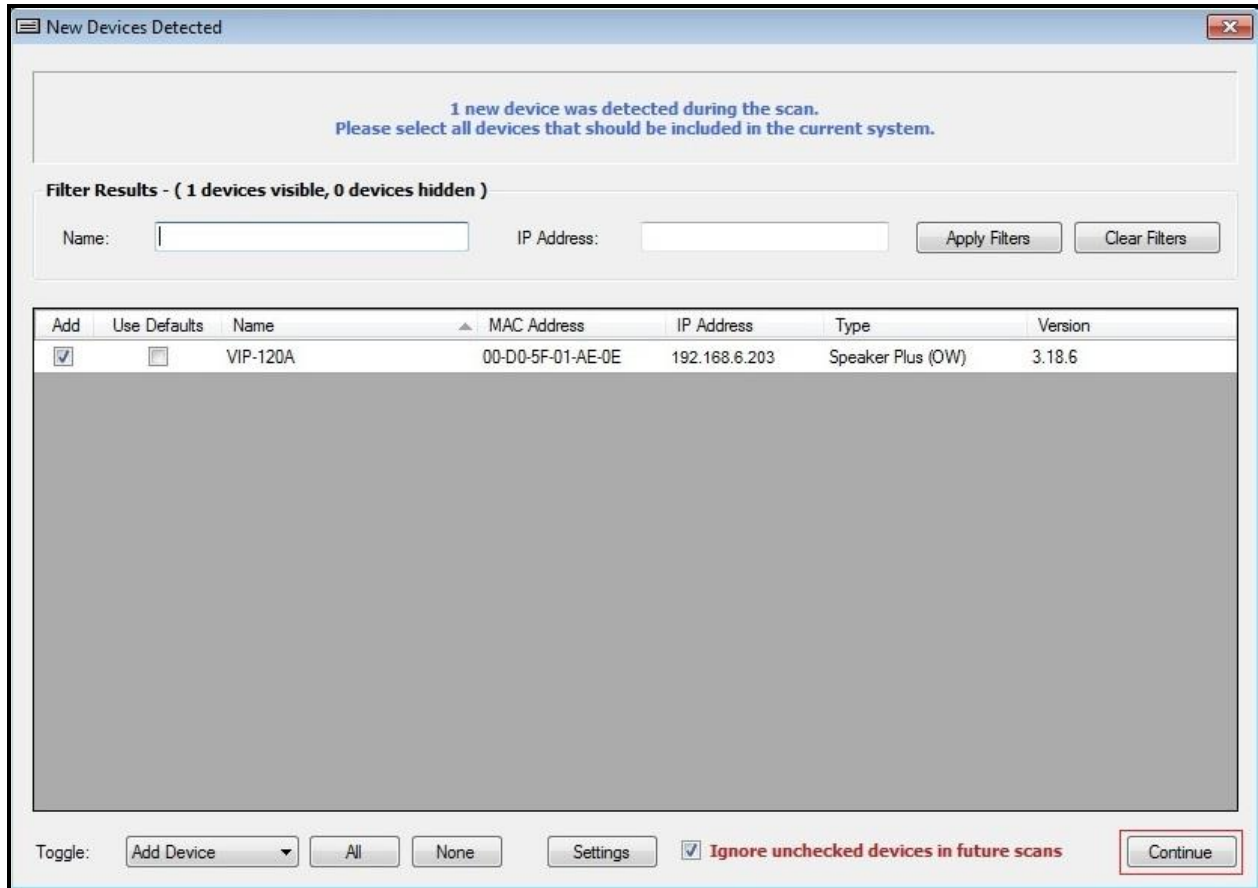 New Devices Detected
1 new device was detected during the scan.
Please select all devices that should be included in the current system.
Filter Results - ( 1 devices visible, 0 devices hidden )
Name: IP Address: Apply Filters Clear Filters
Add Use Defaults Name MAC Address IP Address Type Version
VIP-120A 00-D0-5F-01-AE-0E 192.168.6.203 Speaker Plus (OW) 3.18.6
Toggle: Add Device All None Settings Ignore unchecked devices in future scans Continue